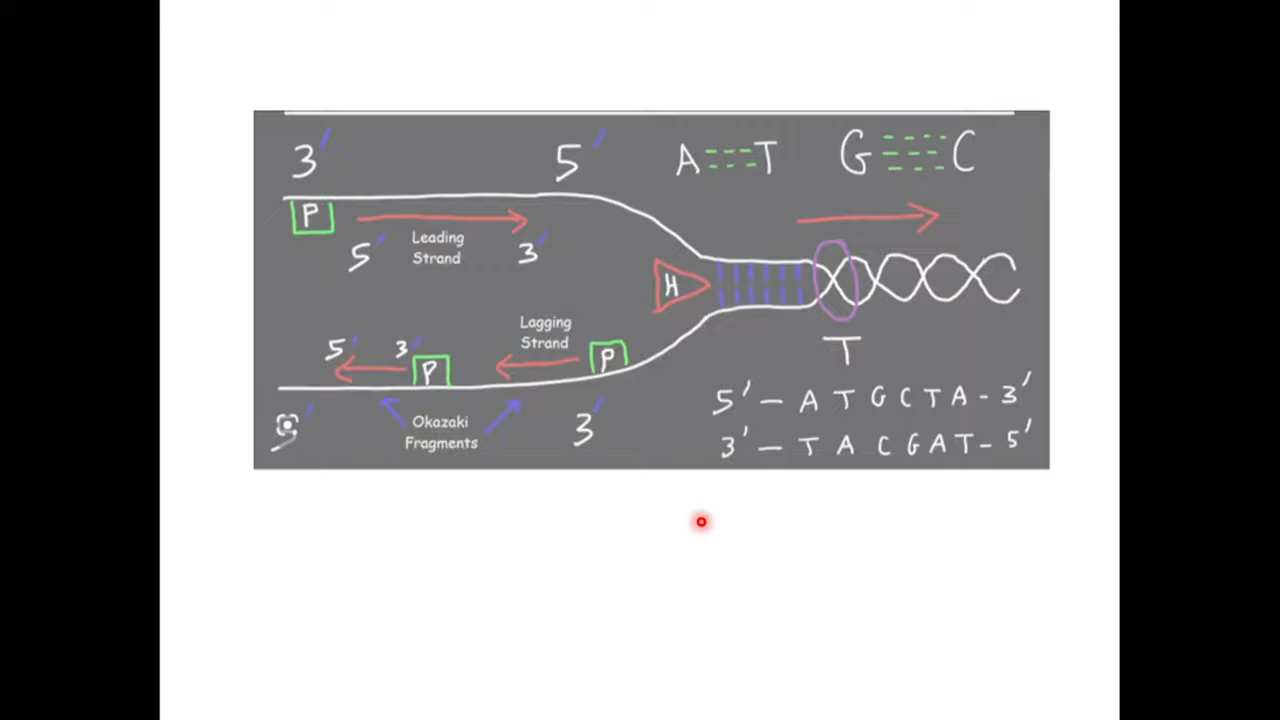 3' 5' A T G C
P
5' Leading Strand 3'
H
Lagging
Strand
5' 3' P P
T
Okazaki
Fragments 3'
5' – A T G C T A - 3'
3' – T A C G A T - 5'